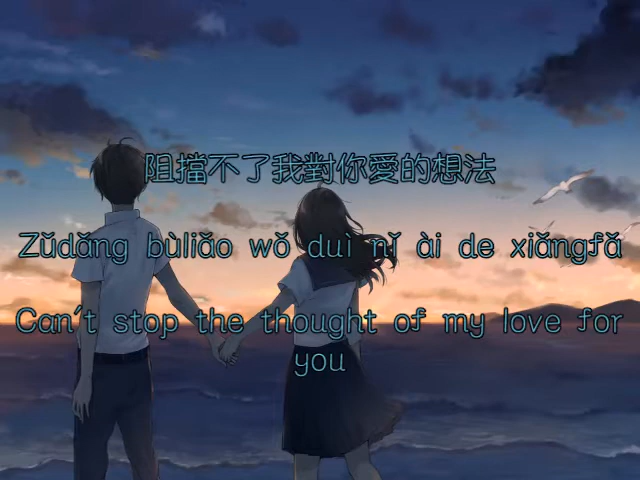 阻擋不了我對你愛的想法
Zǔdǎng bùliǎo wǒ duì nǐ ài de xiǎngfǎ
Can't stop the thought of my love for
you